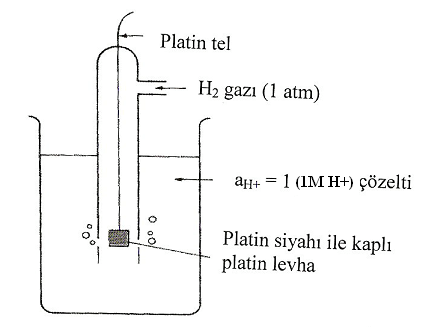 Platin tel
H₂ gazı (1 atm)
aH+ = 1 (1M H+) çözelti
Platin siyahı ile kaplı
platin levha